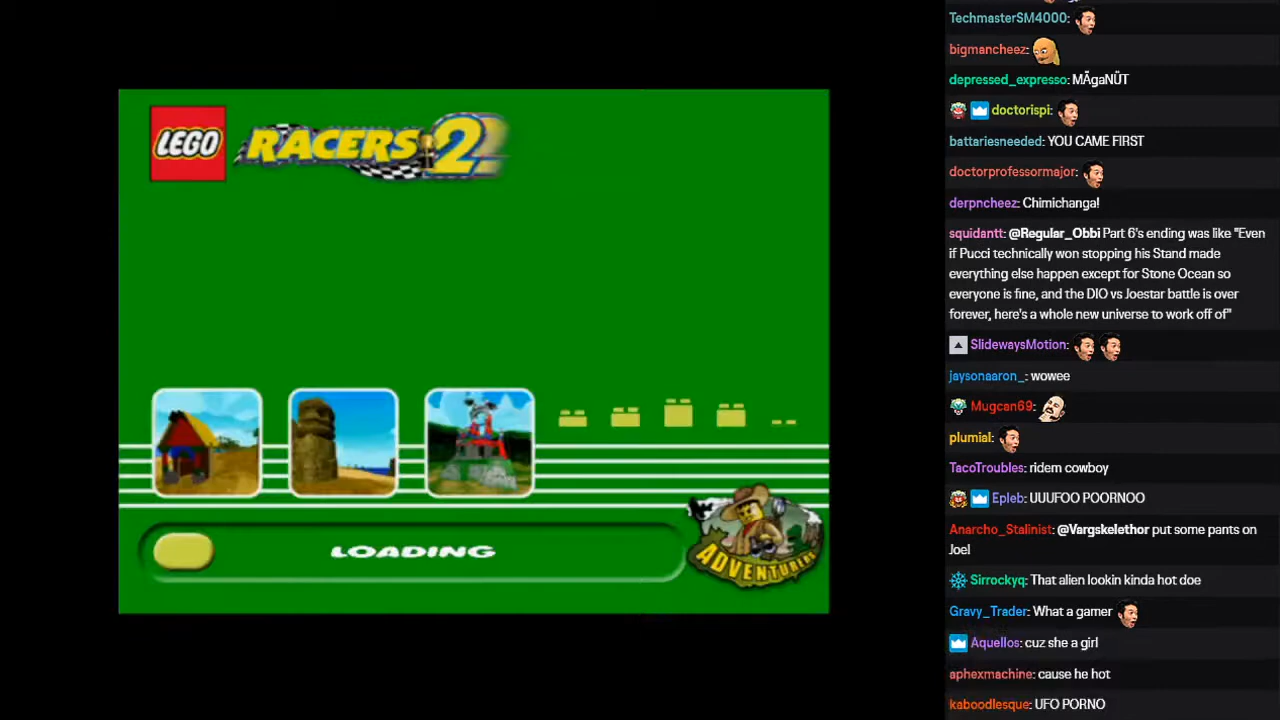 LEGO RACERS 2
LOADING
ADVENTURERS
TechmasterSM4000:
bigmancheez:
depressed_expresso: MÃgaNÛT
doctorispi:
battariesneeded: YOU CAME FIRST
doctorprofessormajor:
derpncheez: Chimichanga!
squidantt: @Regular_Obbi Part 6's ending was like "Even
if Pucci technically won stopping his Stand made
everything else happen except for Stone Ocean so
everyone is fine, and the DIO vs Joestar battle is over
forever, here's a whole new universe to work off of"
SlidewaysMotion:
jaysonaaron_: wowee
Mugcan69:
plumial:
TacoTroubles: ridem cowboy
Epleb: UUUFOO POORNOO
Anarcho_Stalinist: @Vargskelethor put some pants on
Joel
Sirrockyq: That alien lookin kinda hot doe
Gravy_Trader: What a gamer
Aquellos: cuz she a girl
aphexmachine: cause he hot
kaboodlesque: UFO PORNO